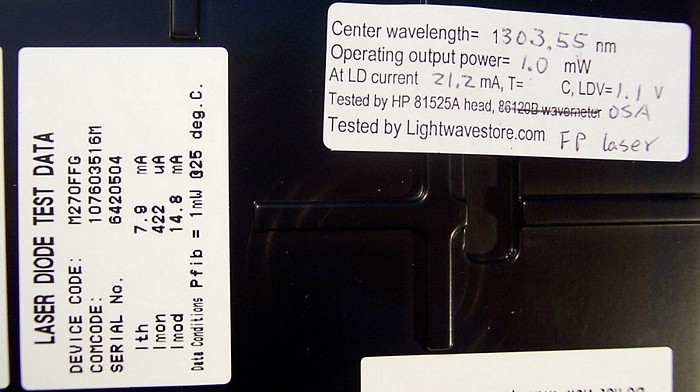 LASER DIODE TEST DATA
DEVICE CODE: M270FFG
COMCODE: 107603516M
SERIAL No. 6420504
Ith 7.9 mA
Imon 422 uA
Imod 14.8 mA
Data Conditions Pfib = 1mW @25 deg.C.
Center wavelength= 1303.55 nm
Operating output power= 1.0 mW
At LD current 21.2 mA, T= C, LDV= 1.1 V
Tested by HP 81525A head, 86120B wavemeter OSA
Tested by Lightwavestore.com FP laser